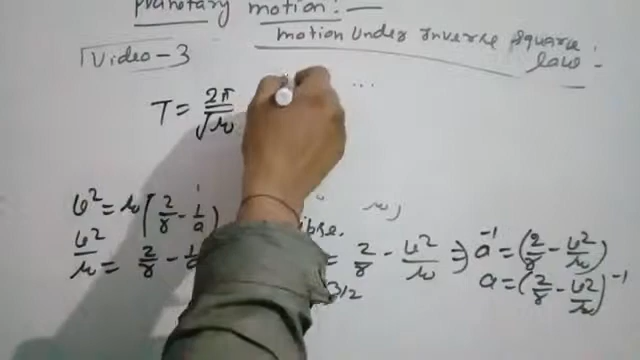 Planetary motion:—
motion under inverse square
law:-
Video-3
T= 2π/√μ ...
v²=μ[2/r - 1/a]
v²/μ= 2/r - 1/a = 2/r - v²/μ ⇒ a⁻¹=(2/r - v²/μ)
3/2 a=(2/r - v²/μ)⁻¹